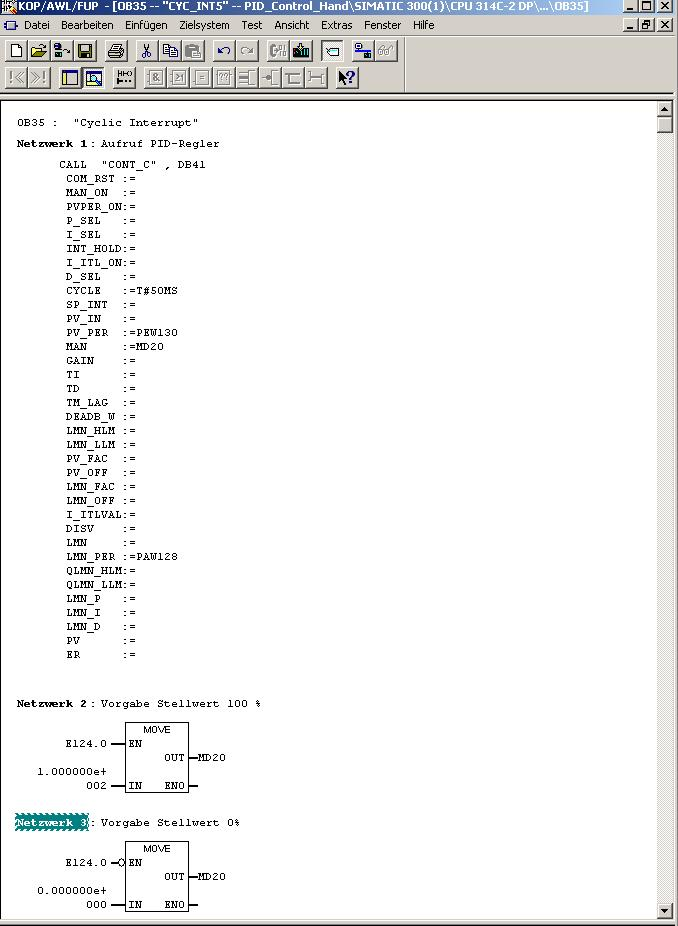 KOP/AWL/FUP - [OB35 -- "CYC_INT5" -- PID_Control_Hand\SIMATIC 300(1)\CPU 314C-2 DP\...\OB35]
Datei Bearbeiten Einfügen Zielsystem Test Ansicht Extras Fenster Hilfe
OB35 : "Cyclic Interrupt"
Netzwerk 1: Aufruf PID-Regler
CALL "CONT_C" , DB41
COM_RST :=
MAN_ON :=
PVPER_ON:=
P_SEL :=
I_SEL :=
INT_HOLD:=
I_ITL_ON:=
D_SEL :=
CYCLE :=T#50MS
SP_INT :=
PV_IN :=
PV_PER :=PEW130
MAN :=MD20
GAIN :=
TI :=
TD :=
TM_LAG :=
DEADB_W :=
LMN_HLM :=
LMN_LLM :=
PV_FAC :=
PV_OFF :=
LMN_FAC :=
LMN_OFF :=
I_ITLVAL:=
DISV :=
LMN :=
LMN_PER :=PAW128
QLMN_HLM:=
QLMN_LLM:=
LMN_P :=
LMN_I :=
LMN_D :=
PV :=
ER :=
Netzwerk 2: Vorgabe Stellwert 100 %
MOVE
E124.0 EN
OUT MD20
1.000000e+
002 IN ENO
Netzwerk 3: Vorgabe Stellwert 0%
MOVE
E124.0 EN
OUT MD20
0.000000e+
000 IN ENO